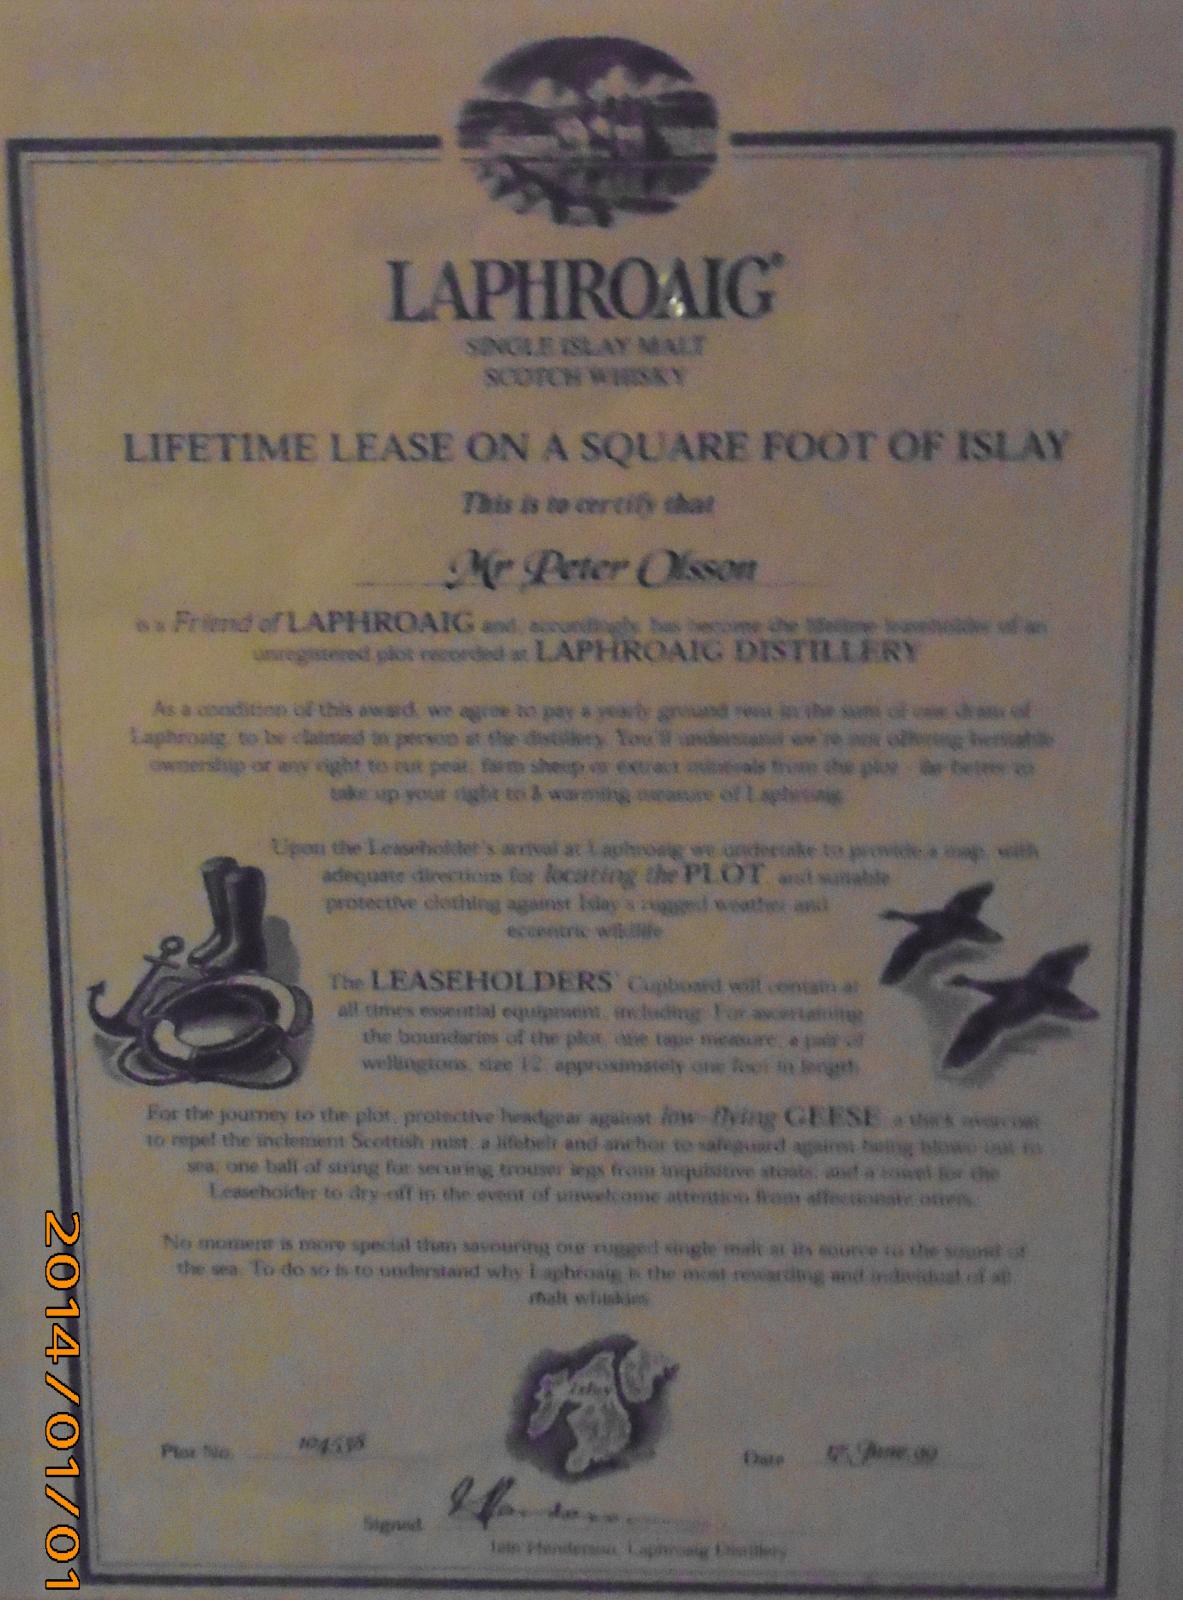 LAPHROAIG®
SINGLE ISLAY MALT
SCOTCH WHISKY
LIFETIME LEASE ON A SQUARE FOOT OF ISLAY
This is to certify that
Mr Peter Olsson
is a Friend of LAPHROAIG and, accordingly, has become the lifetime leaseholder of an
unregistered plot recorded at LAPHROAIG DISTILLERY
As a condition of this award, we agree to pay a yearly ground rent in the sum of one dram of
Laphroaig, to be claimed in person at the distillery. You'll understand we're not offering heritable
ownership or any right to cut peat, farm sheep or extract minerals from the plot - far better to
take up your right to a warming measure of Laphroaig
Upon the Leaseholder's arrival at Laphroaig we undertake to provide a map, with
adequate directions for locating the PLOT, and suitable
protective clothing against Islay's rugged weather and
eccentric wildlife
The LEASEHOLDERS' Cupboard will contain at
all times essential equipment, including: For ascertaining
the boundaries of the plot, one tape measure, a pair of
wellingtons, size 12, approximately one foot in length.
For the journey to the plot, protective headgear against low-flying GEESE, a thick overcoat
to repel the inclement Scottish mist, a lifebelt and anchor to safeguard against being blown out to
sea, one ball of string for securing trouser legs from inquisitive stoats, and a towel for the
Leaseholder to dry-off in the event of unwelcome attention from affectionate otters.
No moment is more special than savouring our rugged single malt at its source to the sound of
the sea. To do so is to understand why Laphroaig is the most rewarding and individual of all
malt whiskies
Islay
Plot No. 104538
Date June 99
Signed
Iain Henderson, Laphroaig Distillery
2014/01/01